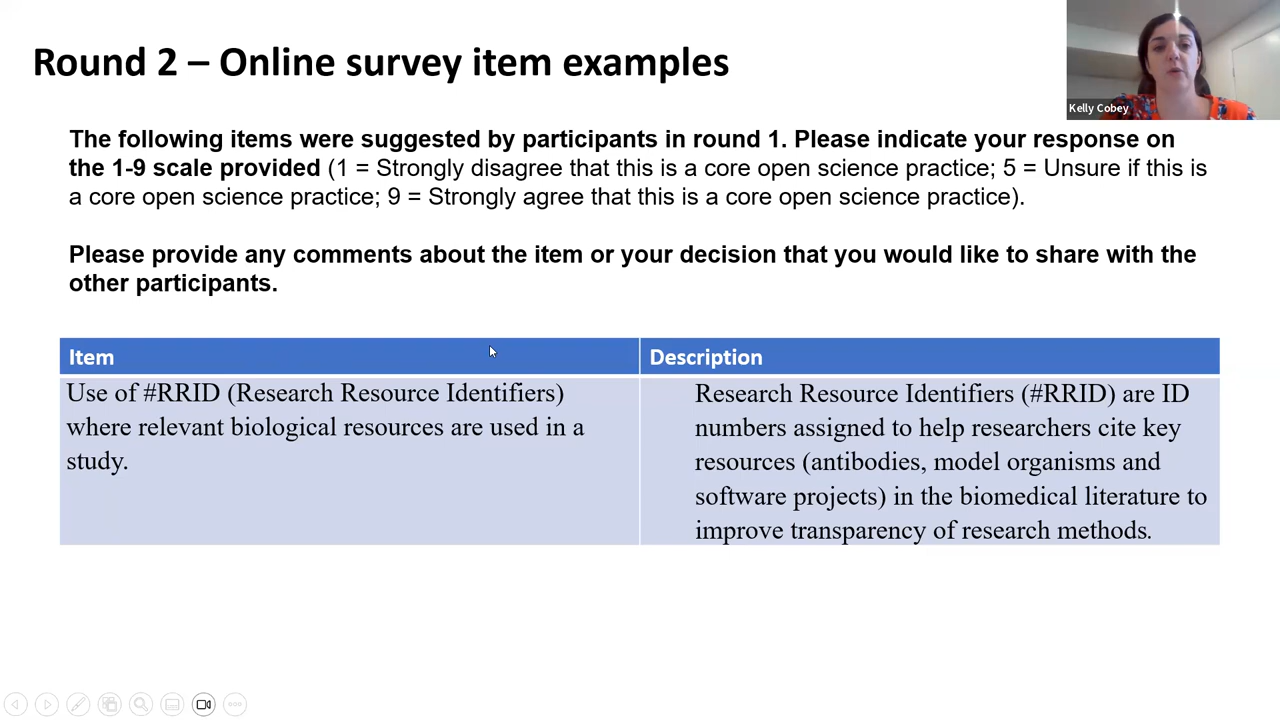 Round 2 – Online survey item examples
Kelly Cobey
The following items were suggested by participants in round 1. Please indicate your response on
the 1-9 scale provided (1 = Strongly disagree that this is a core open science practice; 5 = Unsure if this is
a core open science practice; 9 = Strongly agree that this is a core open science practice).
Please provide any comments about the item or your decision that you would like to share with the
other participants.
Item
Description
Use of #RRID (Research Resource Identifiers)
where relevant biological resources are used in a
study.
Research Resource Identifiers (#RRID) are ID
numbers assigned to help researchers cite key
resources (antibodies, model organisms and
software projects) in the biomedical literature to
improve transparency of research methods.